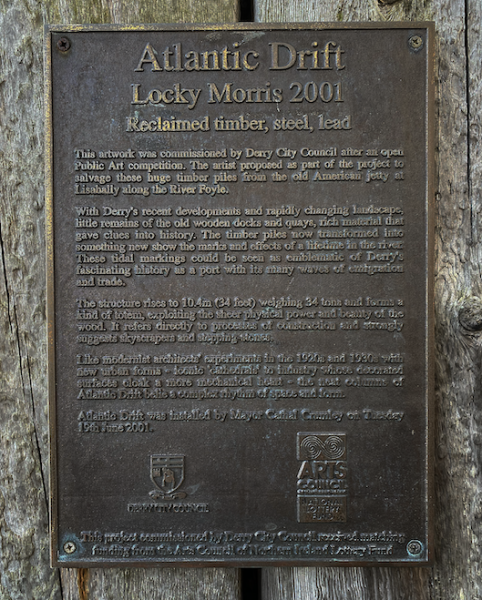 Atlantic Drift
Locky Morris 2001
Reclaimed timber, steel, lead
This artwork was commissioned by Derry City Council after an open
Public Art competition. The artist proposed as part of the project to
salvage these huge timber piles from the old American jetty at
Lisahally along the River Foyle.
With Derry's recent developments and rapidly changing landscape,
little remains of the old wooden docks and quays, rich material that
gave clues into history. The timber piles now transformed into
something new show the marks and effects of a lifetime in the river.
These tidal markings could be seen as emblematic of Derry's
fascinating history as a port with its many waves of emigration
and trade.
The structure rises to 10.4m (34 feet) weighing 34 tons and forms a
kind of totem, exploiting the sheer physical power and beauty of the
wood. It refers directly to processes of construction and strongly
suggests skyscrapers and stepping stones.
Like modernist architects' experiments in the 1920s and 1930s with
new urban forms - iconic 'cathedrals' to industry whose decorated
surfaces cloak a more mechanical heart - the neat columns of
Atlantic Drift belie a complex rhythm of space and form.
Atlantic Drift was installed by Mayor Cathal Crumley on Tuesday
19th June 2001.
DERRY CITY COUNCIL
ARTS
COUNCIL
NATIONAL
LOTTERY
This project commissioned by Derry City Council received matching
funding from the Arts Council of Northern Ireland Lottery Fund